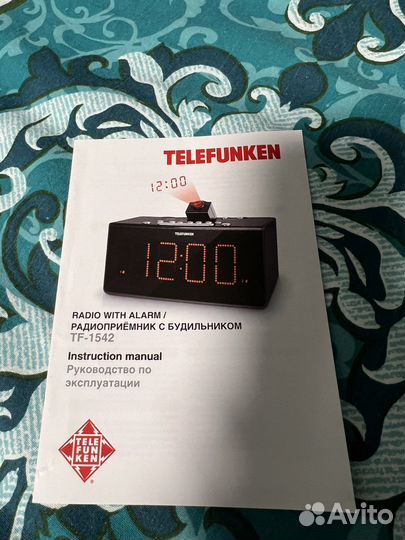 TELEFUNKEN
12:00
TELEFUNKEN
12:00
RADIO WITH ALARM /
РАДИОПРИЁМНИК С БУДИЛЬНИКОМ
TF-1542
Instruction manual
Руководство по
эксплуатации
TELE
FUN
KEN
®
Avito